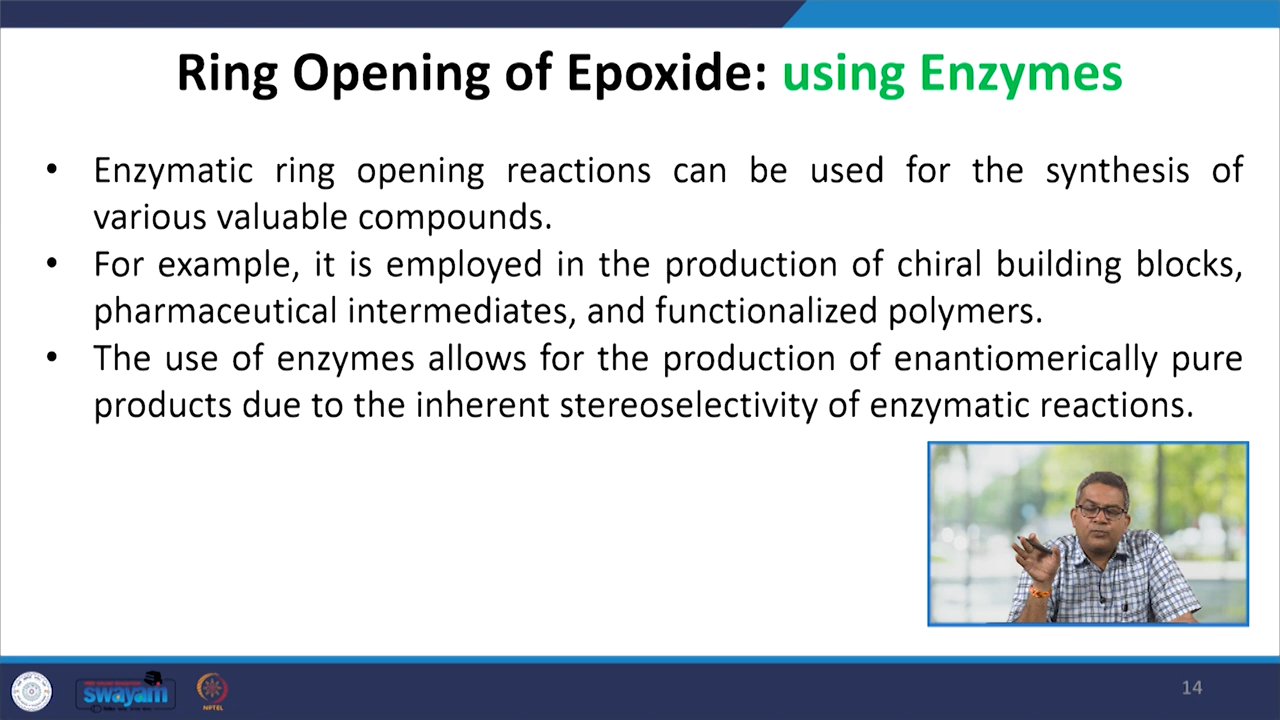 Ring Opening of Epoxide: using Enzymes
• Enzymatic ring opening reactions can be used for the synthesis of
various valuable compounds.
• For example, it is employed in the production of chiral building blocks,
pharmaceutical intermediates, and functionalized polymers.
• The use of enzymes allows for the production of enantiomerically pure
products due to the inherent stereoselectivity of enzymatic reactions.
swayam
NPTEL
14